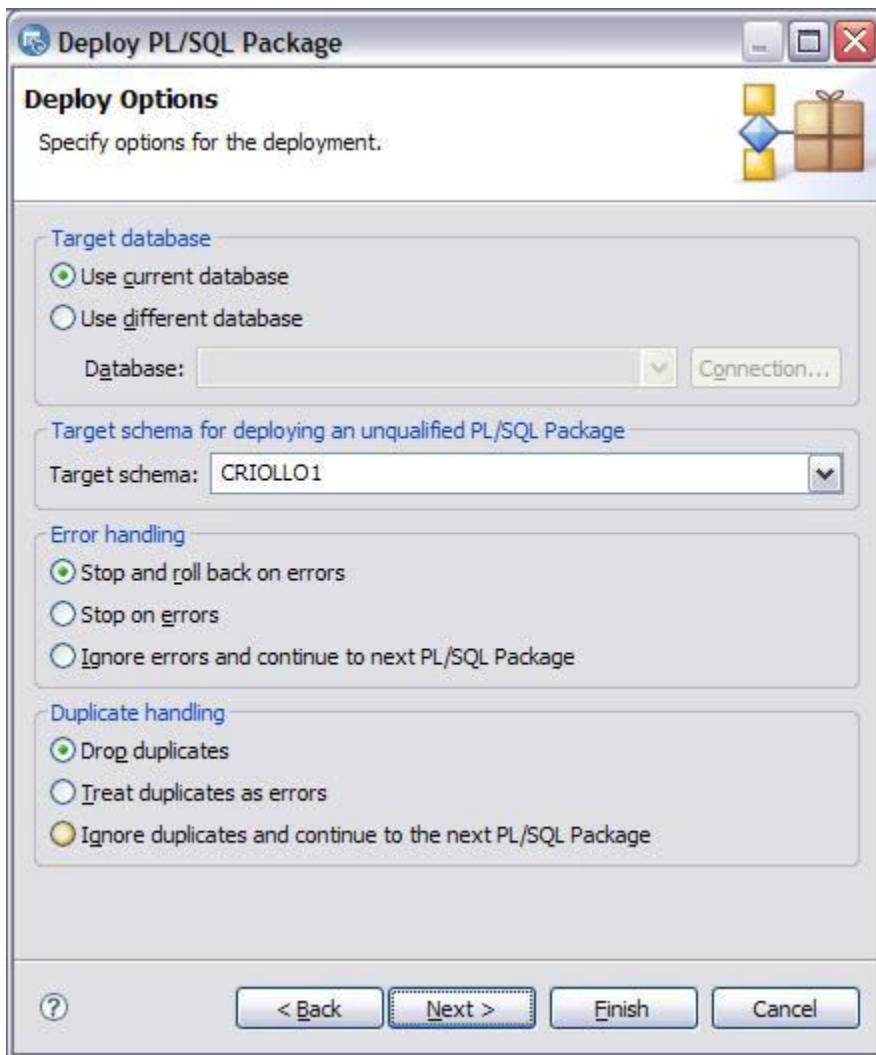 Deploy PL/SQL Package
Deploy Options
Specify options for the deployment.
Target database
Use current database
Use different database
Database:
Connection...
Target schema for deploying an unqualified PL/SQL Package
Target schema: CRIOLLO1
Error handling
Stop and roll back on errors
Stop on errors
Ignore errors and continue to next PL/SQL Package
Duplicate handling
Drop duplicates
Treat duplicates as errors
Ignore duplicates and continue to the next PL/SQL Package
? < Back Next > Finish Cancel